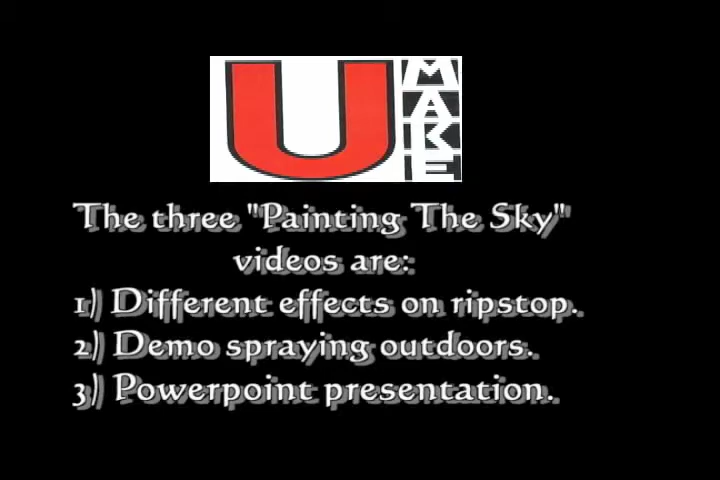 U MAKE
The three "Painting The Sky"
videos are:
1) Different effects on ripstop.
2) Demo spraying outdoors.
3) Powerpoint presentation.